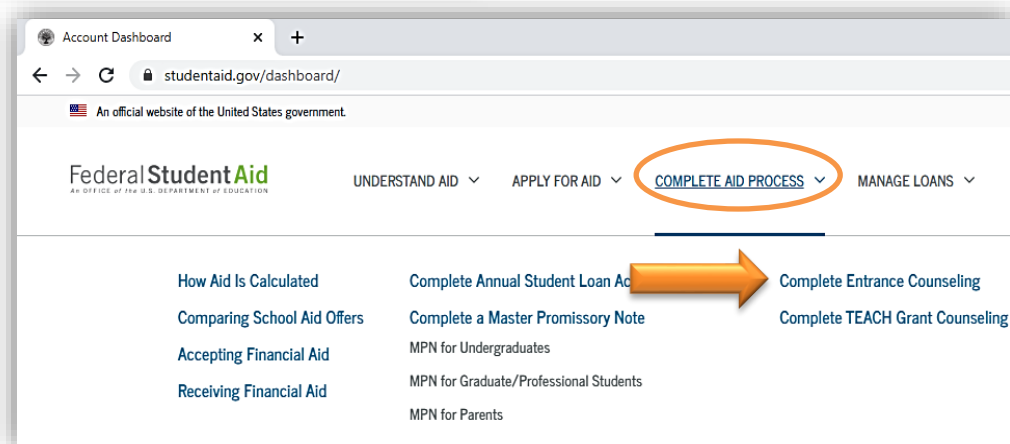 Account Dashboard
studentaid.gov/dashboard/
An official website of the United States government.
Federal Student Aid
An OFFICE of the U.S. DEPARTMENT of EDUCATION
UNDERSTAND AID
APPLY FOR AID
COMPLETE AID PROCESS
MANAGE LOANS
How Aid Is Calculated
Comparing School Aid Offers
Accepting Financial Aid
Receiving Financial Aid
Complete Annual Student Loan
Complete a Master Promissory Note
MPN for Undergraduates
MPN for Graduate/Professional Students
MPN for Parents
Complete Entrance Counseling
Complete TEACH Grant Counseling